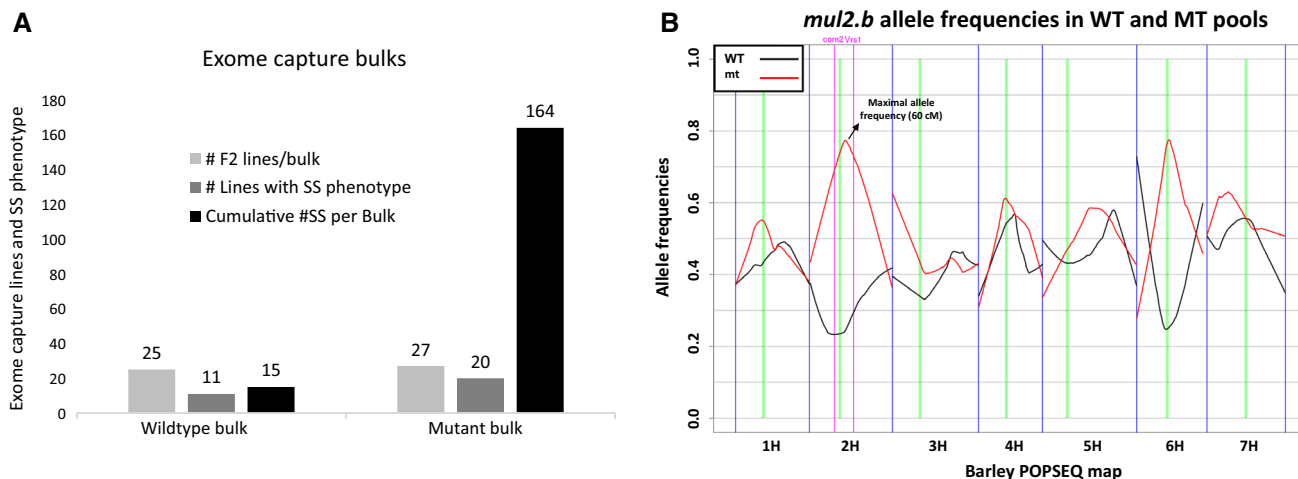 A
Exome capture bulks
Exome capture lines and SS phenotype
180
160
140
120
100
80
60
40
20
0
# F2 lines/bulk
# Lines with SS phenotype
Cumulative #SS per Bulk
25
11
15
27
20
164
Wildtype bulk
Mutant bulk
B
mul2.b allele frequencies in WT and MT pools
com2 Vrs1
WT
mt
Maximal allele
frequency (60 cM)
Allele frequencies
1.0
0.8
0.6
0.4
0.2
0.0
1H
2H
3H
4H
5H
6H
7H
Barley POPSEQ map